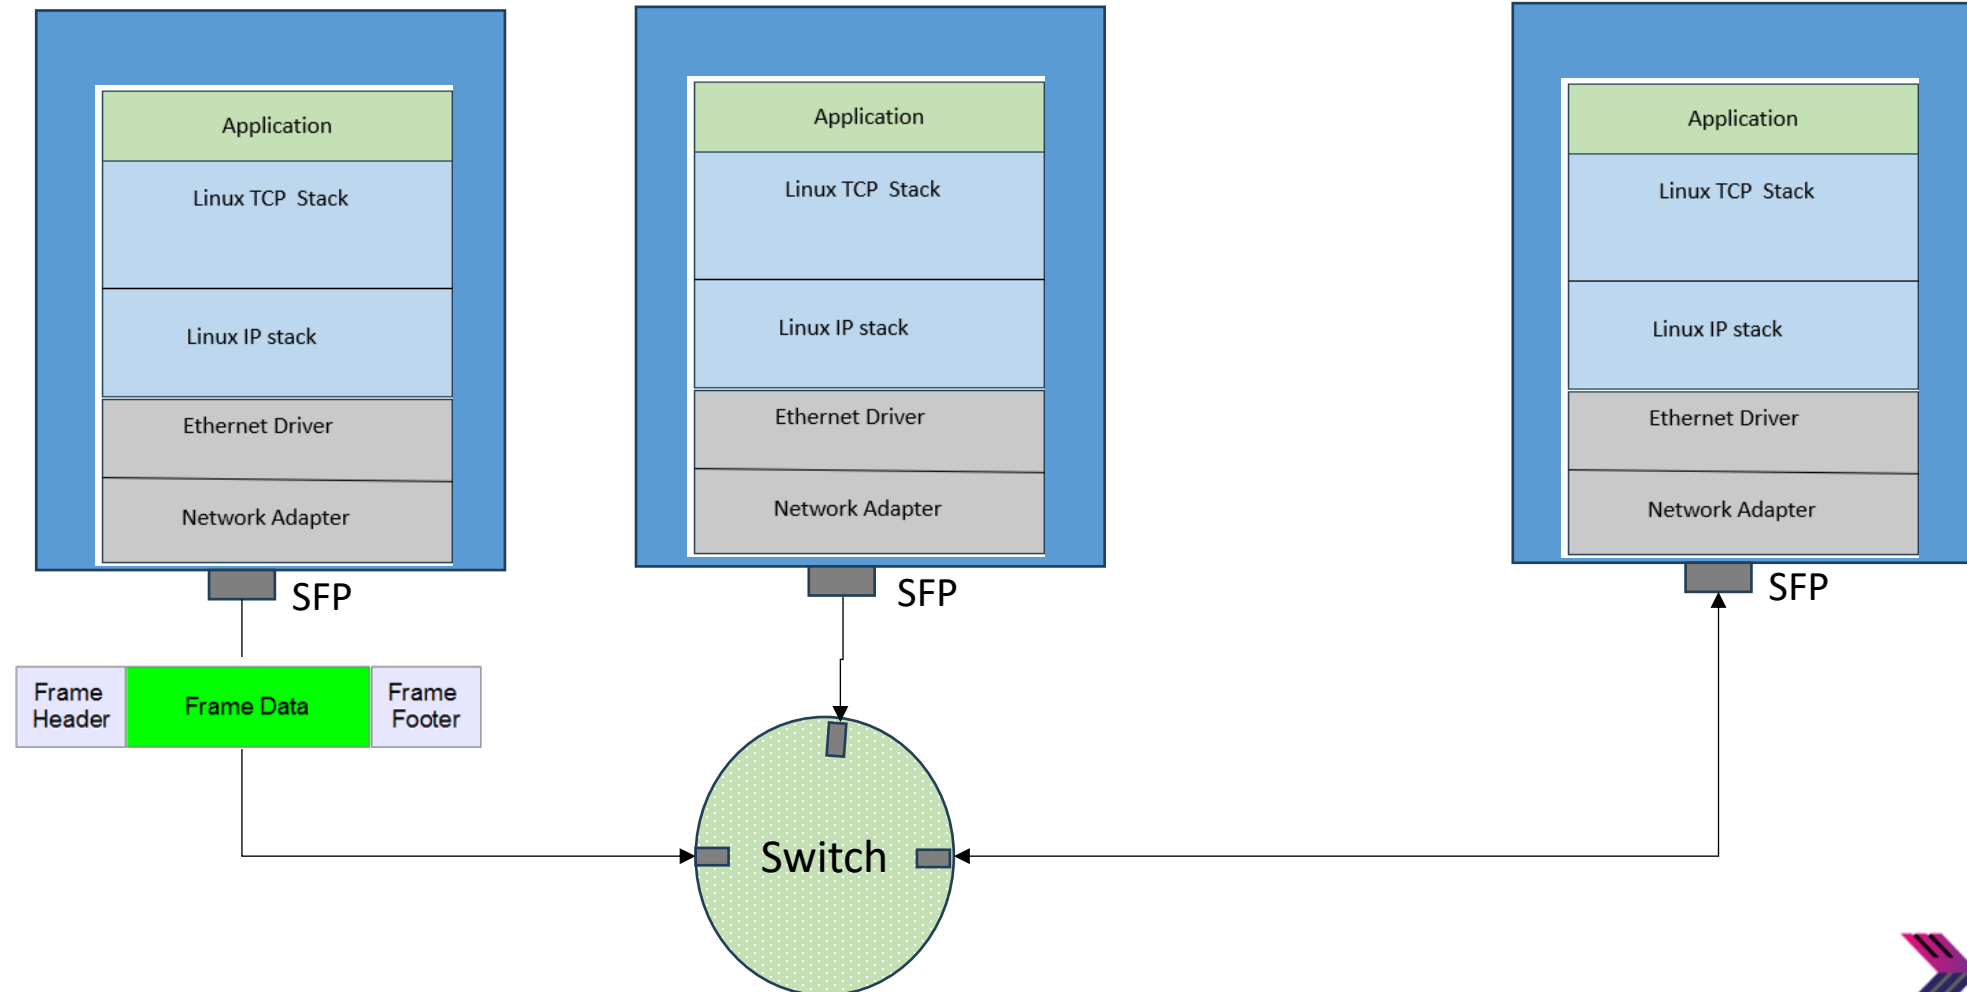 Application
Linux TCP  Stack
Linux IP stack
Ethernet Driver
Network Adapter
SFP
Application
Linux TCP  Stack
Linux IP stack
Ethernet Driver
Network Adapter
SFP
Application
Linux TCP  Stack
Linux IP stack
Ethernet Driver
Network Adapter
SFP
Frame
Header
Frame Data
Frame
Footer
Switch